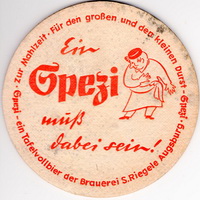 zur Mahlzeit · Für den großen und den kleinen Durst ·
Ein
Spezi
muß
dabei sein!
Spezi - ein Tafelvollbier der Brauerei S. Riegele Augsburg · Spezi ·